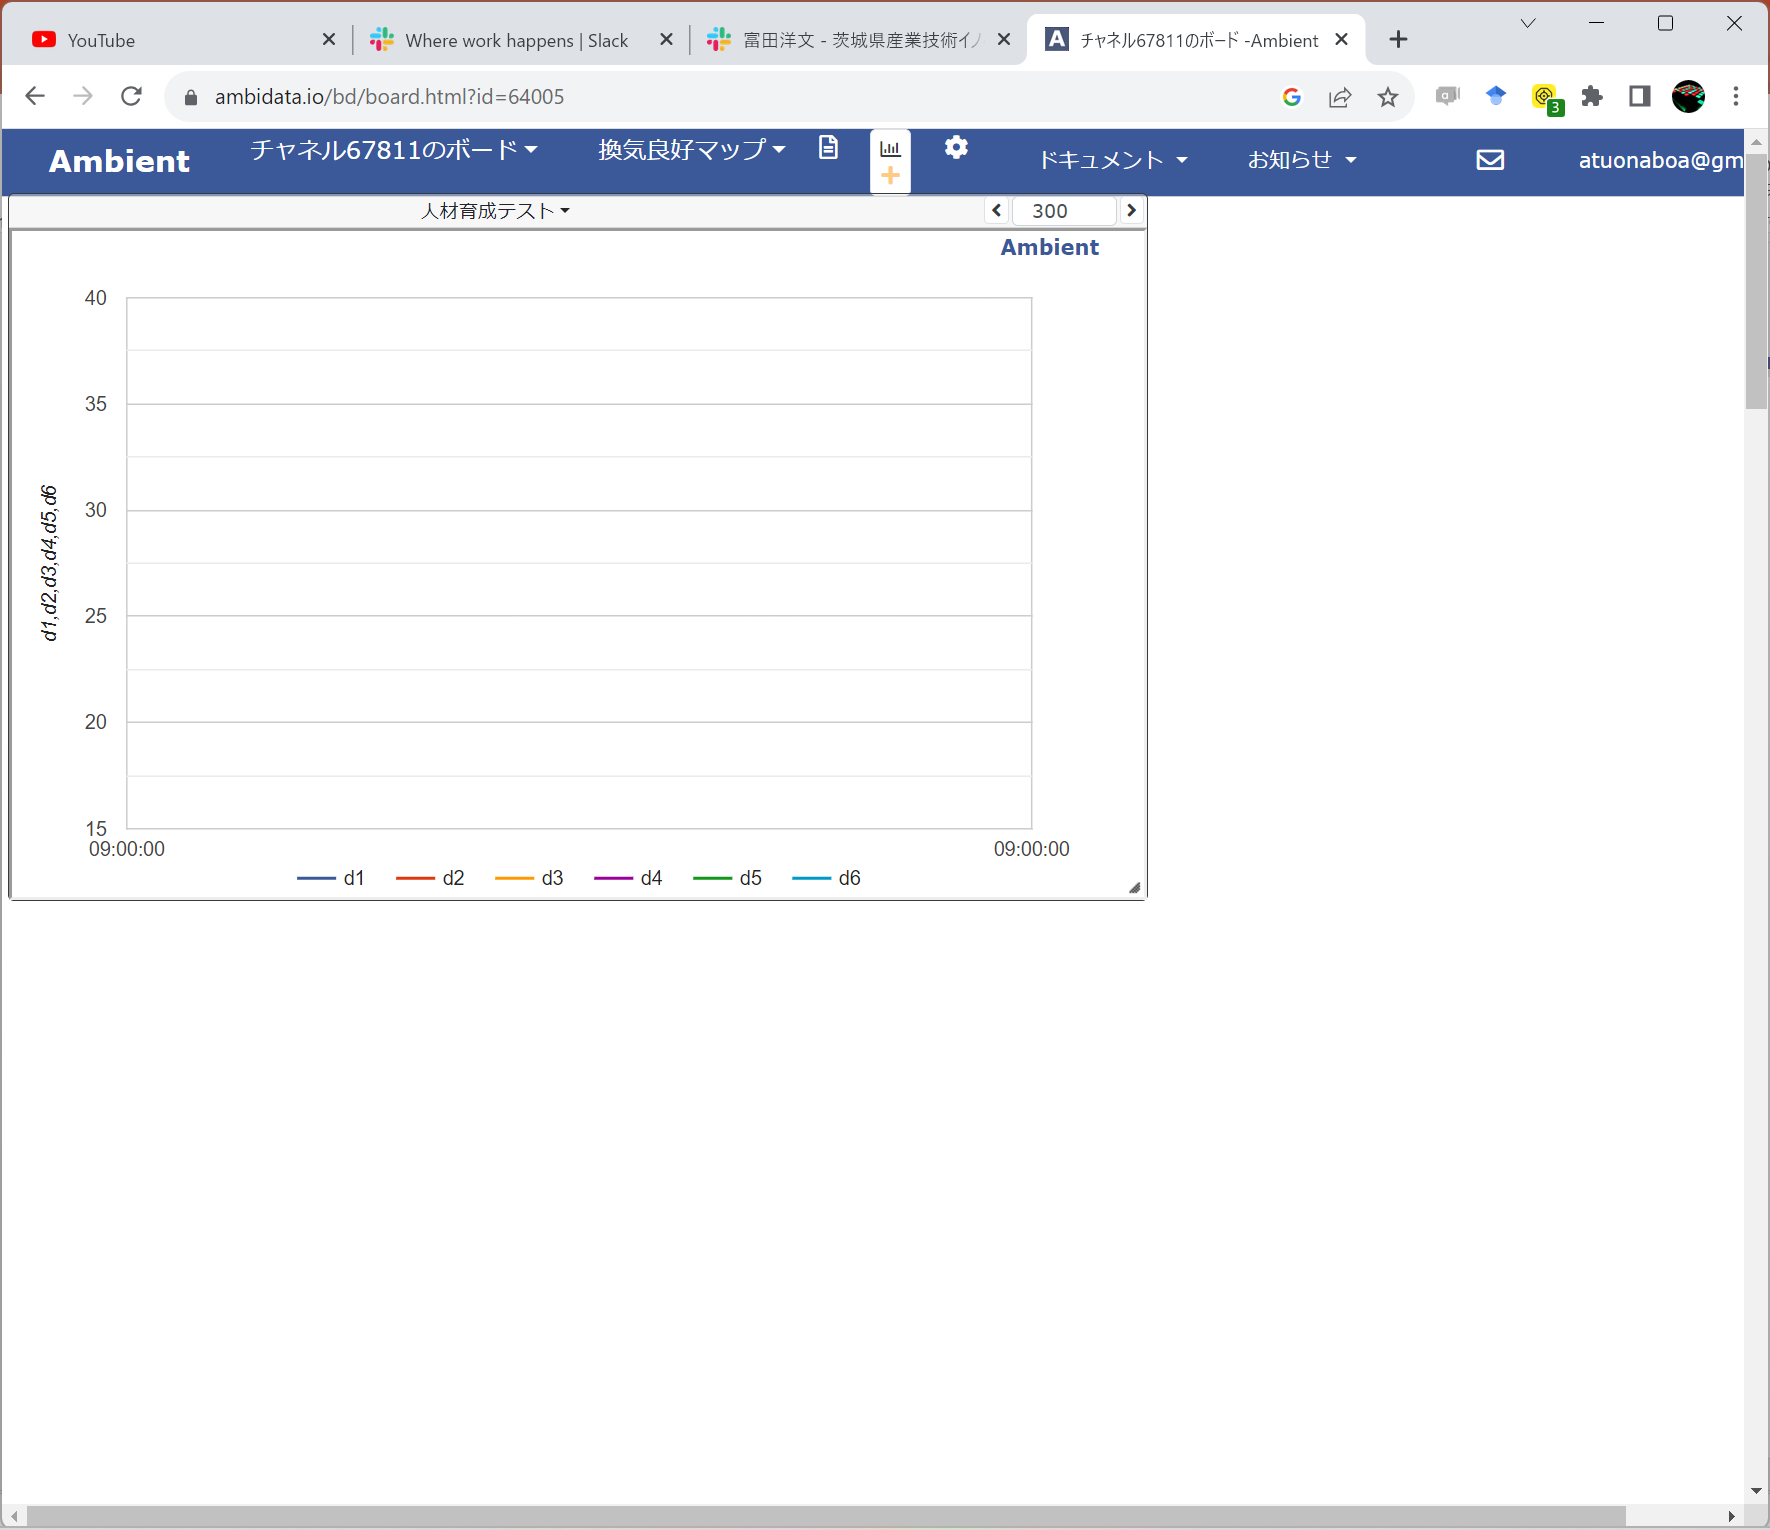 YouTube
Where work happens | Slack
富田洋文 - 茨城県産業技術イノ
チャネル67811のボード -Ambient
ambidata.io/bd/board.html?id=64005
3
Ambient
チャネル67811のボード
換気良好マップ
ドキュメント
お知らせ
atuonaboa@gm
人材育成テスト
300
Ambient
40
35
30
25
20
15
d1,d2,d3,d4,d5,d6
09:00:00
09:00:00
d1 d2 d3 d4 d5 d6